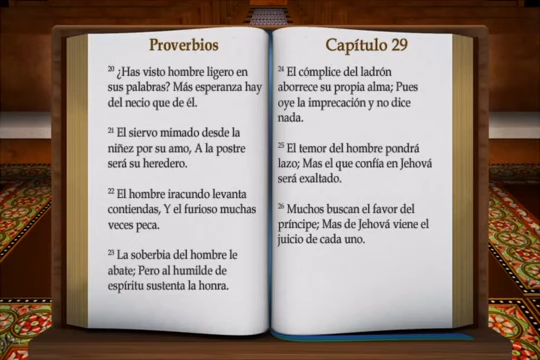 Proverbios
20 ¿Has visto hombre ligero en
sus palabras? Más esperanza hay
del necio que de él.
21 El siervo mimado desde la
niñez por su amo, A la postre
será su heredero.
22 El hombre iracundo levanta
contiendas, Y el furioso muchas
veces peca.
23 La soberbia del hombre le
abate; Pero al humilde de
espíritu sustenta la honra.
Capítulo 29
24 El cómplice del ladrón
aborrece su propia alma; Pues
oye la imprecación y no dice
nada.
25 El temor del hombre pondrá
lazo; Mas el que confía en Jehová
será exaltado.
26 Muchos buscan el favor del
príncipe; Mas de Jehová viene el
juicio de cada uno.